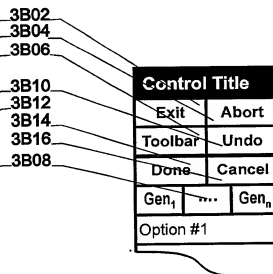 3B02
3B04
3B06
3B10
3B12
3B14
3B16
3B08
Control Title
Exit Abort
Toolbar Undo
Done Cancel
Gen₁ .... Genₙ
Option #1